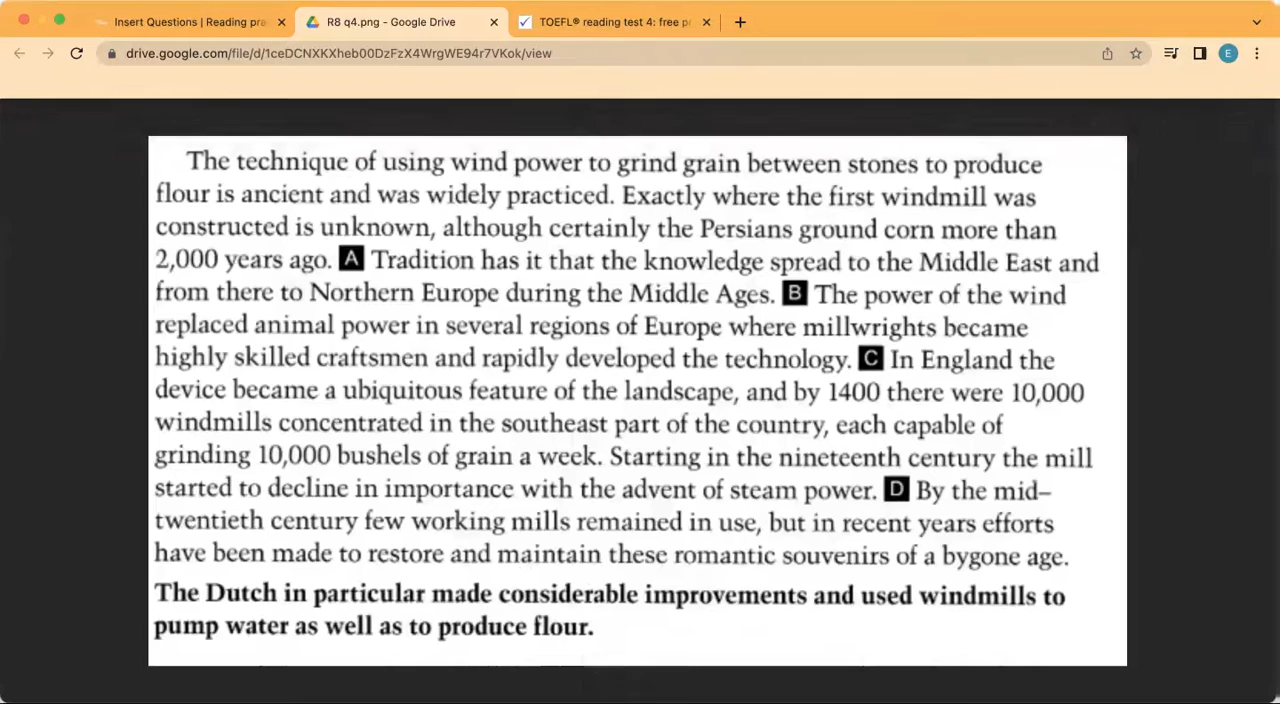 Insert Questions | Reading pra
R8 q4.png - Google Drive
TOEFL® reading test 4: free p
drive.google.com/file/d/1ceDCNXKXheb00DzFzX4WrgWE94r7VKok/view
E
The technique of using wind power to grind grain between stones to produce
flour is ancient and was widely practiced. Exactly where the first windmill was
constructed is unknown, although certainly the Persians ground corn more than
2,000 years ago. A Tradition has it that the knowledge spread to the Middle East and
from there to Northern Europe during the Middle Ages. B The power of the wind
replaced animal power in several regions of Europe where millwrights became
highly skilled craftsmen and rapidly developed the technology. C In England the
device became a ubiquitous feature of the landscape, and by 1400 there were 10,000
windmills concentrated in the southeast part of the country, each capable of
grinding 10,000 bushels of grain a week. Starting in the nineteenth century the mill
started to decline in importance with the advent of steam power. D By the mid–
twentieth century few working mills remained in use, but in recent years efforts
have been made to restore and maintain these romantic souvenirs of a bygone age.
The Dutch in particular made considerable improvements and used windmills to
pump water as well as to produce flour.